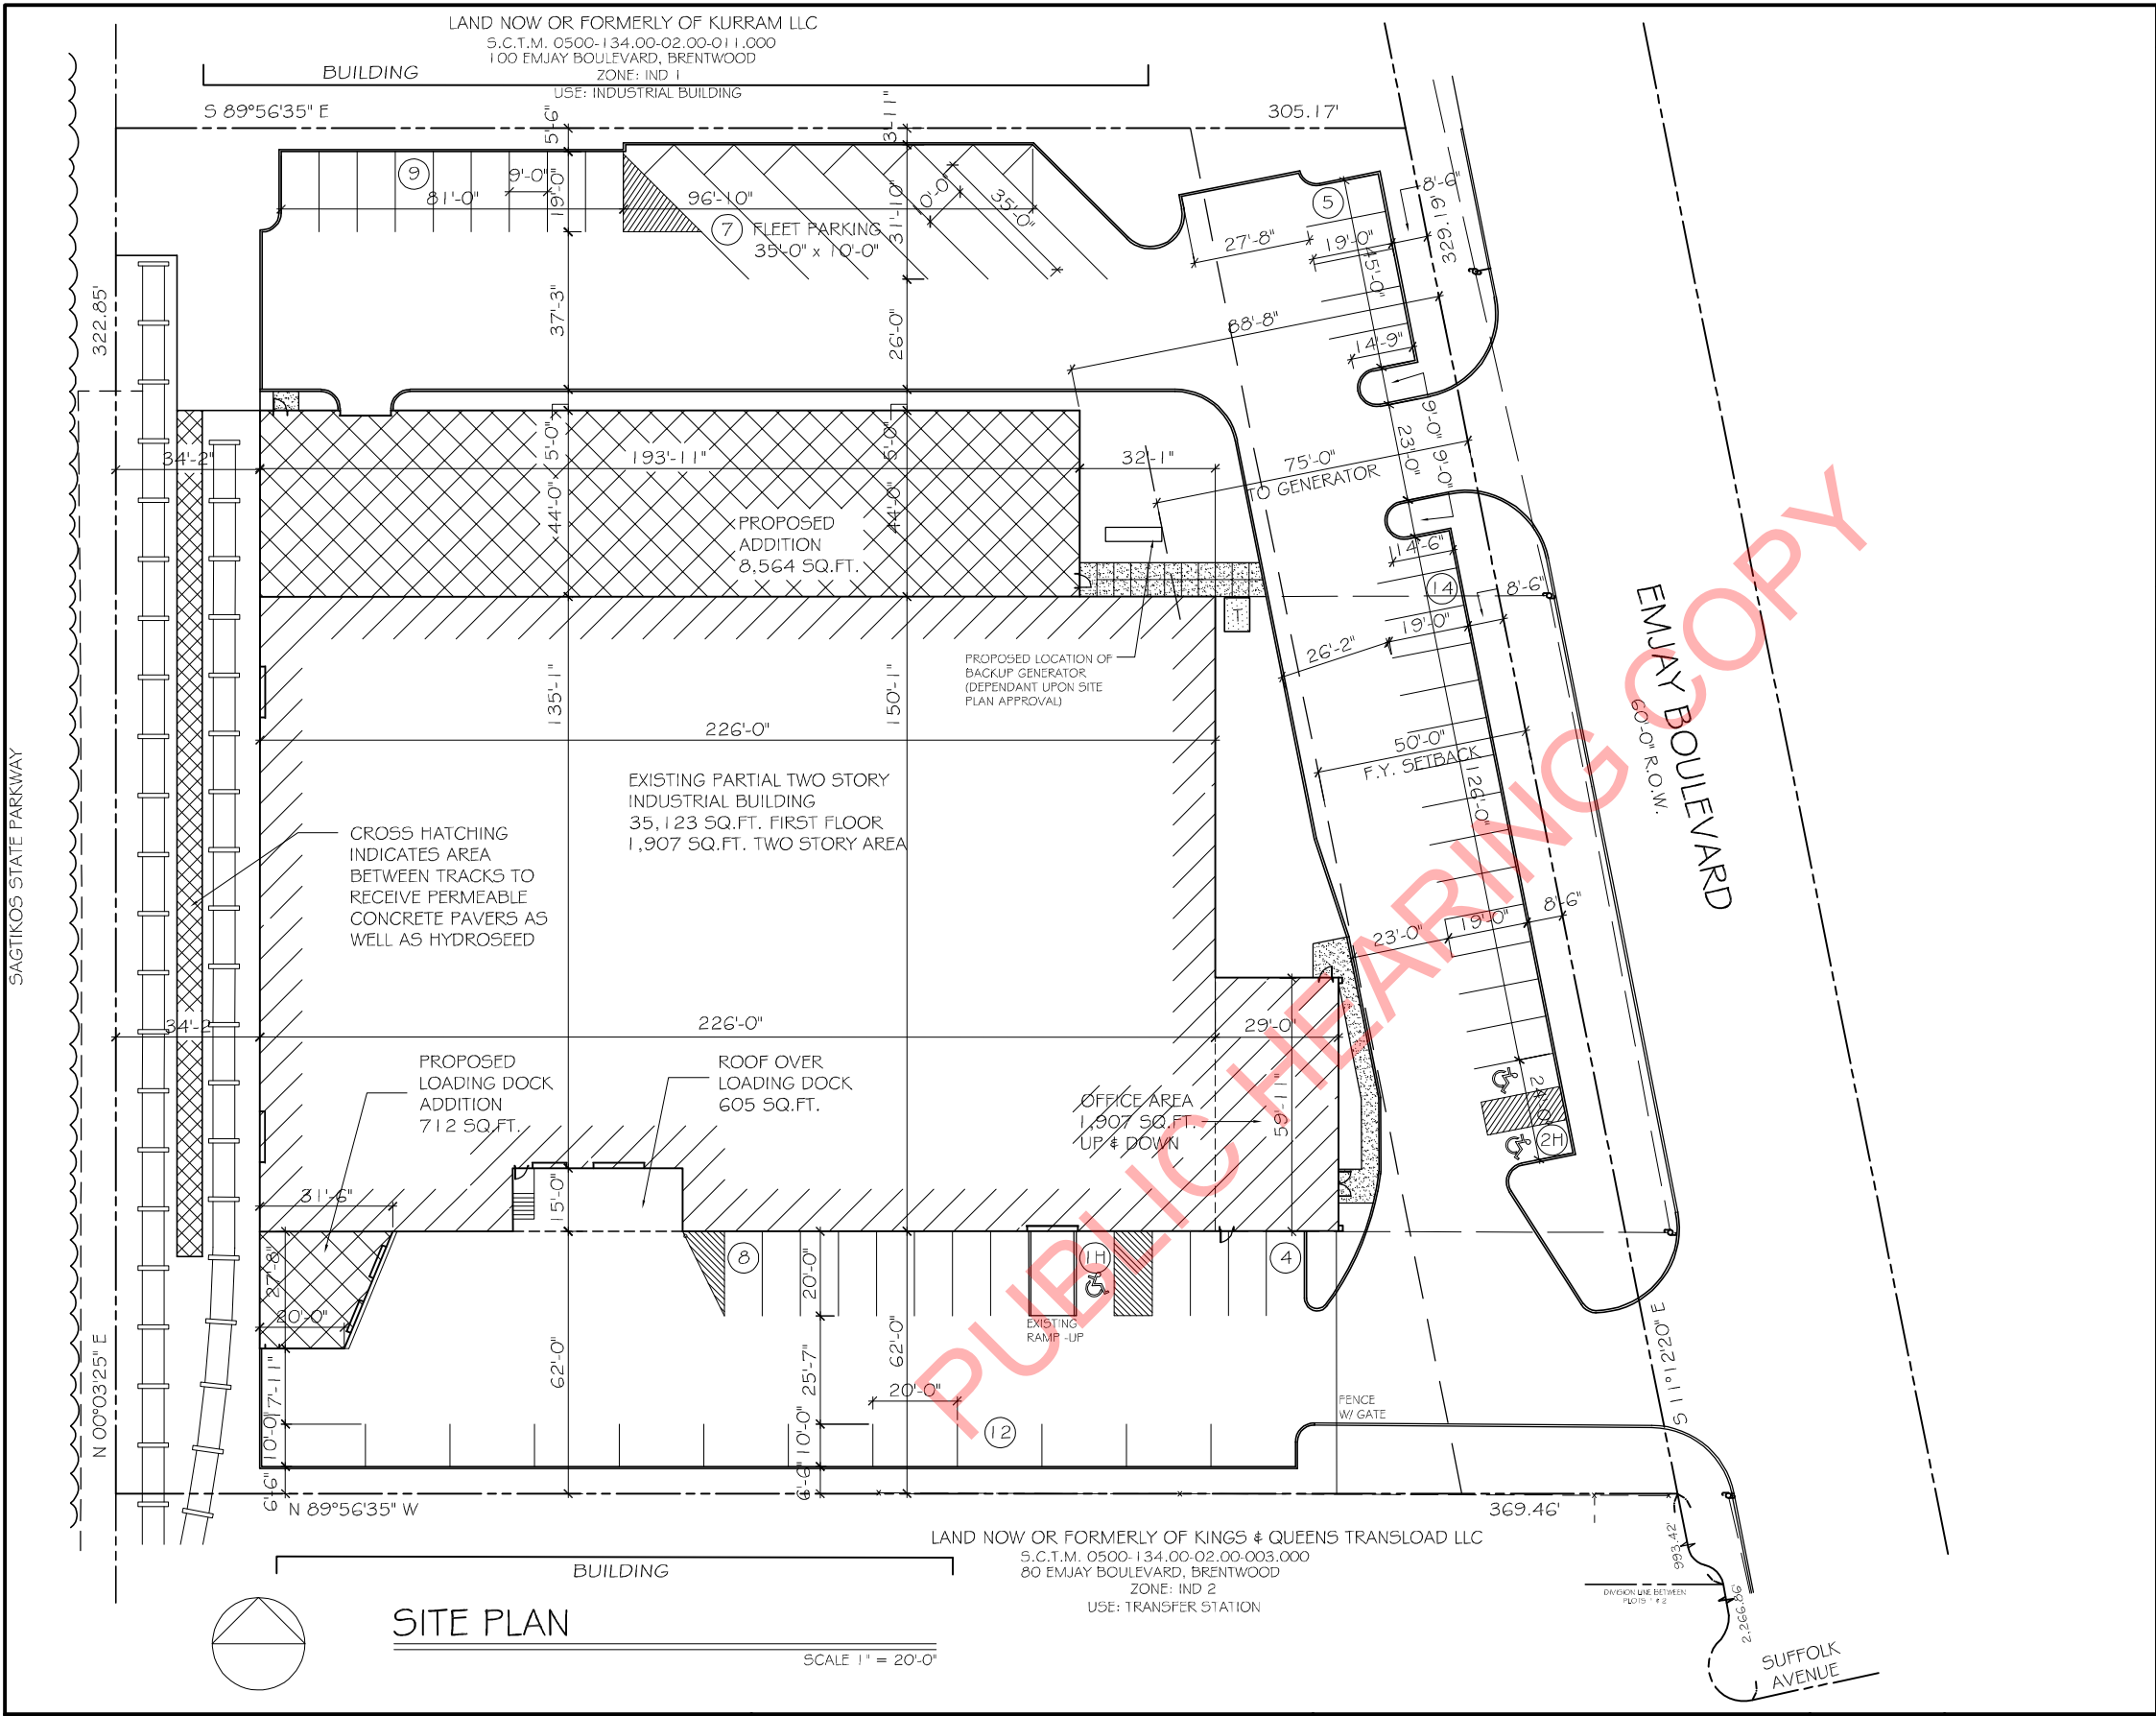 LAND NOW OR FORMERLY OF KURRAM LLC
S.C.T.M. 0500-134.00-02.00-011.000
100 EMJAY BOULEVARD, BRENTWOOD
ZONE: IND 1
USE: INDUSTRIAL BUILDING
BUILDING
S 89°56'35" E
305.17'
5'-6"
3'-11"
9
9'-0"
81'-0"
19'-0"
96'-10"
7
FLEET PARKING
35'-0" x 10'-0"
31'-10"
35'-0"
5
8'-6"
329.19'
27'-8"
19'-0"
45'-0"
88'-8"
14'-9"
322.85'
37'-3"
26'-0"
9'-0"
23'-0"
9'-0"
34'-2"
193'-11"
5'-0"
5'-0"
32'-1"
75'-0"
TO GENERATOR
44'-0"
44'-0"
PROPOSED
ADDITION
8,564 SQ.FT.
14'-6"
14
8'-6"
19'-0"
26'-2"
T
PROPOSED LOCATION OF
BACKUP GENERATOR
(DEPENDANT UPON SITE
PLAN APPROVAL)
135'-1"
150'-1"
226'-0"
50'-0"
F.Y. SETBACK
126'-0"
EMJAY BOULEVARD
60'-0" R.O.W.
SAGTIKOS STATE PARKWAY
EXISTING PARTIAL TWO STORY
INDUSTRIAL BUILDING
35,123 SQ.FT. FIRST FLOOR
1,907 SQ.FT. TWO STORY AREA
CROSS HATCHING
INDICATES AREA
BETWEEN TRACKS TO
RECEIVE PERMEABLE
CONCRETE PAVERS AS
WELL AS HYDROSEED
23'-0"
19'-0"
8'-6"
34'-2
226'-0"
29'-0"
PROPOSED
LOADING DOCK
ADDITION
712 SQ.FT.
ROOF OVER
LOADING DOCK
605 SQ.FT.
OFFICE AREA
1,907 SQ.FT.
UP & DOWN
59'-11"
2H
31'-6"
15'-0"
27'-8"
20'-0"
8
20'-0"
1H
4
EXISTING
RAMP -UP
62'-0"
62'-0"
25'-7"
20'-0"
17'-11"
10'-0"
10'-0"
12
FENCE
W/ GATE
6'-6"
6'-6"
N 00°03'25" E
S 11°21'20" E
N 89°56'35" W
369.46'
LAND NOW OR FORMERLY OF KINGS & QUEENS TRANSLOAD LLC
S.C.T.M. 0500-134.00-02.00-003.000
80 EMJAY BOULEVARD, BRENTWOOD
ZONE: IND 2
USE: TRANSFER STATION
BUILDING
993.42'
DIVISION LINE BETWEEN
PLOTS 1 & 2
2,266.86
SUFFOLK
AVENUE
SITE PLAN
SCALE 1" = 20'-0"
PUBLIC HEARING COPY